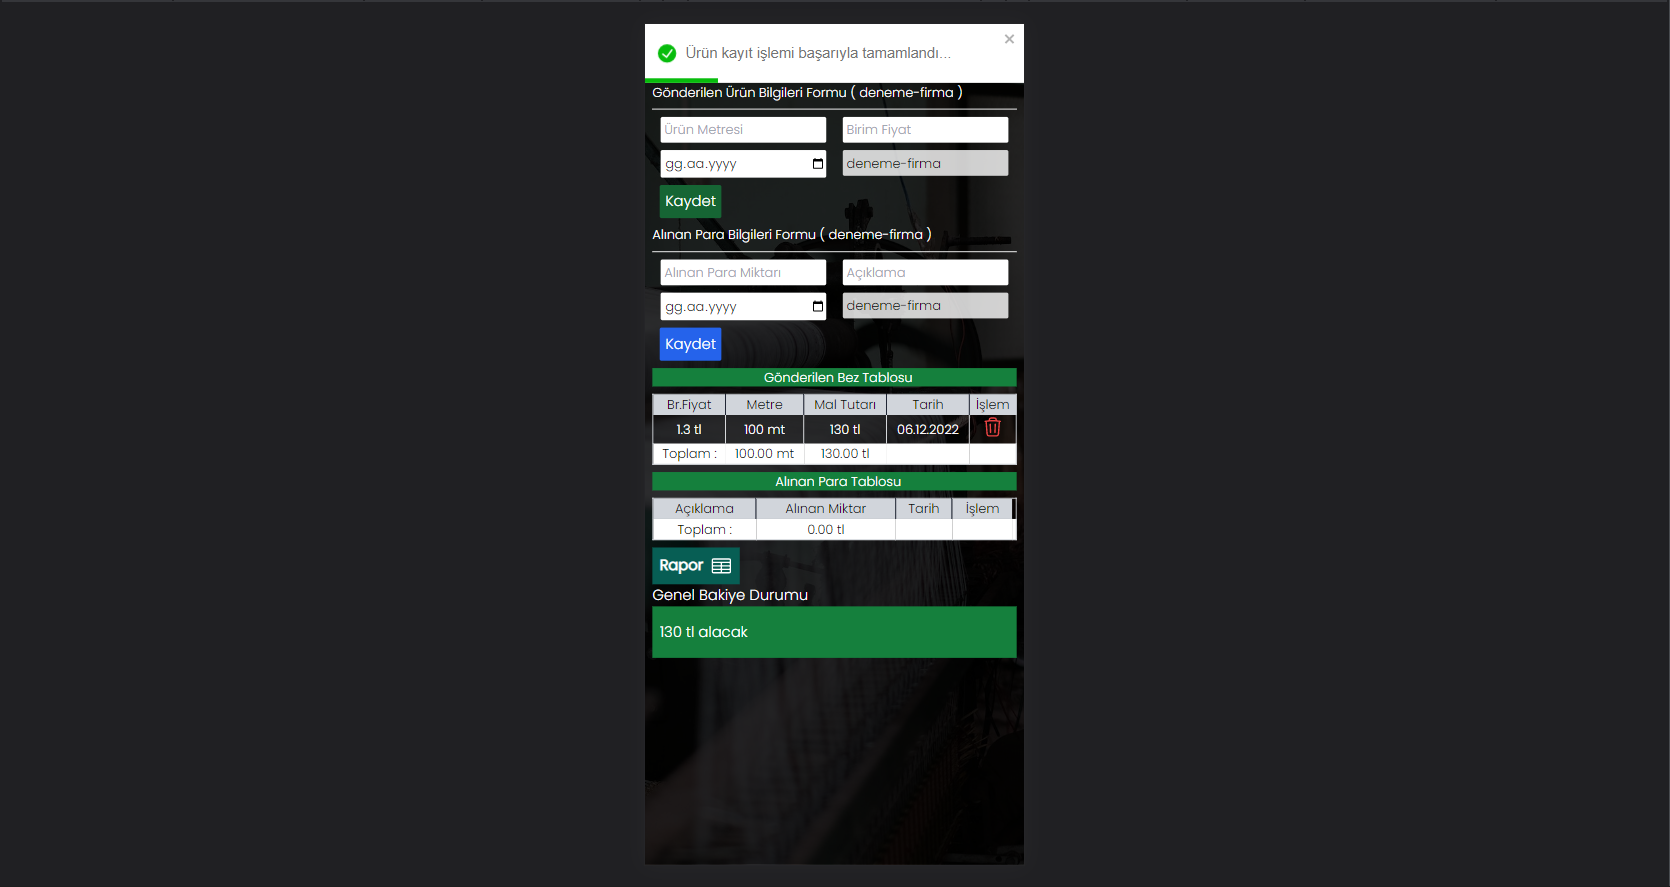 Ürün kayıt işlemi başarıyla tamamlandı...
Gönderilen Ürün Bilgileri Formu ( deneme-firma )
Ürün Metresi Birim Fiyat
gg.aa.yyyy deneme-firma
Kaydet
Alınan Para Bilgileri Formu ( deneme-firma )
Alınan Para Miktarı Açıklama
gg.aa.yyyy deneme-firma
Kaydet
Gönderilen Bez Tablosu
Br.Fiyat Metre Mal Tutarı Tarih İşlem
1.3 tl 100 mt 130 tl 06.12.2022
Toplam : 100.00 mt 130.00 tl
Alınan Para Tablosu
Açıklama Alınan Miktar Tarih İşlem
Toplam : 0.00 tl
Rapor
Genel Bakiye Durumu
130 tl alacak